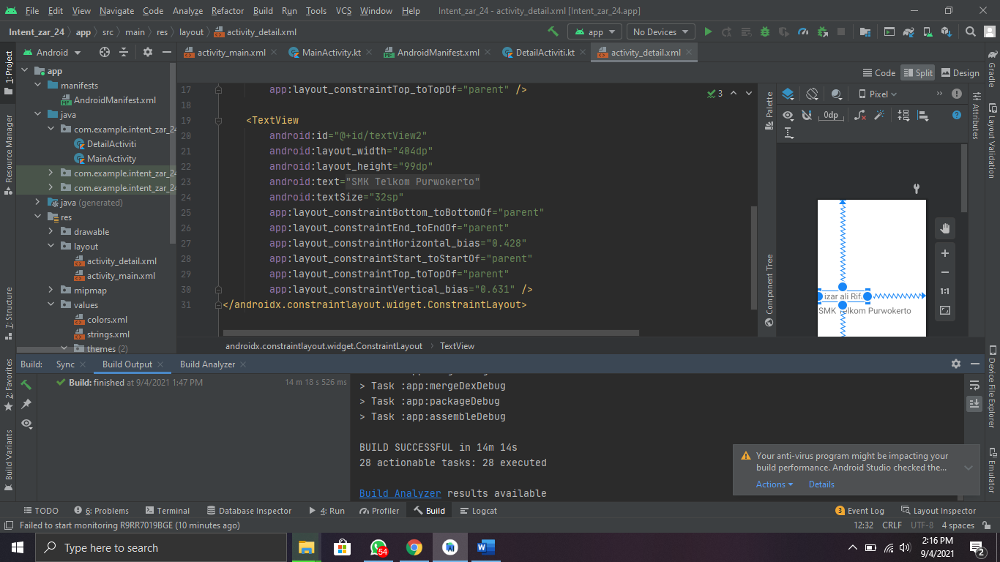 File Edit View Navigate Code Analyze Refactor Build Run Tools VCS Window Help Intent_zar_24 - activity_detail.xml [Intent_zar_24.app]
Intent_zar_24 app src main res layout activity_detail.xml app No Devices
Android activity_main.xml MainActivity.kt AndroidManifest.xml DetailActiviti.kt activity_detail.xml
Code Split Design
1: Project
Resource Manager
7: Structure
2: Favorites
Build Variants
app
manifests
AndroidManifest.xml
java
com.example.intent_zar_24
DetailActiviti
MainActivity
com.example.intent_zar_24
com.example.intent_zar_24
java (generated)
res
drawable
layout
activity_detail.xml
activity_main.xml
mipmap
values
colors.xml
strings.xml
themes (2)
17 app:layout_constraintTop_toTopOf="parent" />
18
19 <TextView
20 android:id="@+id/textView2"
21 android:layout_width="404dp"
22 android:layout_height="99dp"
23 android:text="SMK Telkom Purwokerto"
24 android:textSize="32sp"
25 app:layout_constraintBottom_toBottomOf="parent"
26 app:layout_constraintEnd_toEndOf="parent"
27 app:layout_constraintHorizontal_bias="0.428"
28 app:layout_constraintStart_toStartOf="parent"
29 app:layout_constraintTop_toTopOf="parent"
30 app:layout_constraintVertical_bias="0.631" />
31 </androidx.constraintlayout.widget.ConstraintLayout>
3
androidx.constraintlayout.widget.ConstraintLayout TextView
Palette
Component Tree
Pixel
0dp
izar ali Rif.
SMK Telkom Purwokerto
1:1
Attributes
Gradle
Layout Validation
Device File Explorer
Emulator
Build: Sync Build Output Build Analyzer
Build: finished at 9/4/2021 1:47 PM 14 m 18 s 526 ms
> Task :app:mergeDexDebug
> Task :app:packageDebug
> Task :app:assembleDebug
BUILD SUCCESSFUL in 14m 14s
28 actionable tasks: 28 executed
Build Analyzer results available
Your anti-virus program might be impacting your
build performance. Android Studio checked the...
Actions Details
TODO 6: Problems Terminal Database Inspector 4: Run Profiler Build Logcat 3 Event Log Layout Inspector
Failed to start monitoring R9RR7019BGE (10 minutes ago) 12:32 CRLF UTF-8 4 spaces
Type here to search 54 2:16 PM
9/4/2021 2